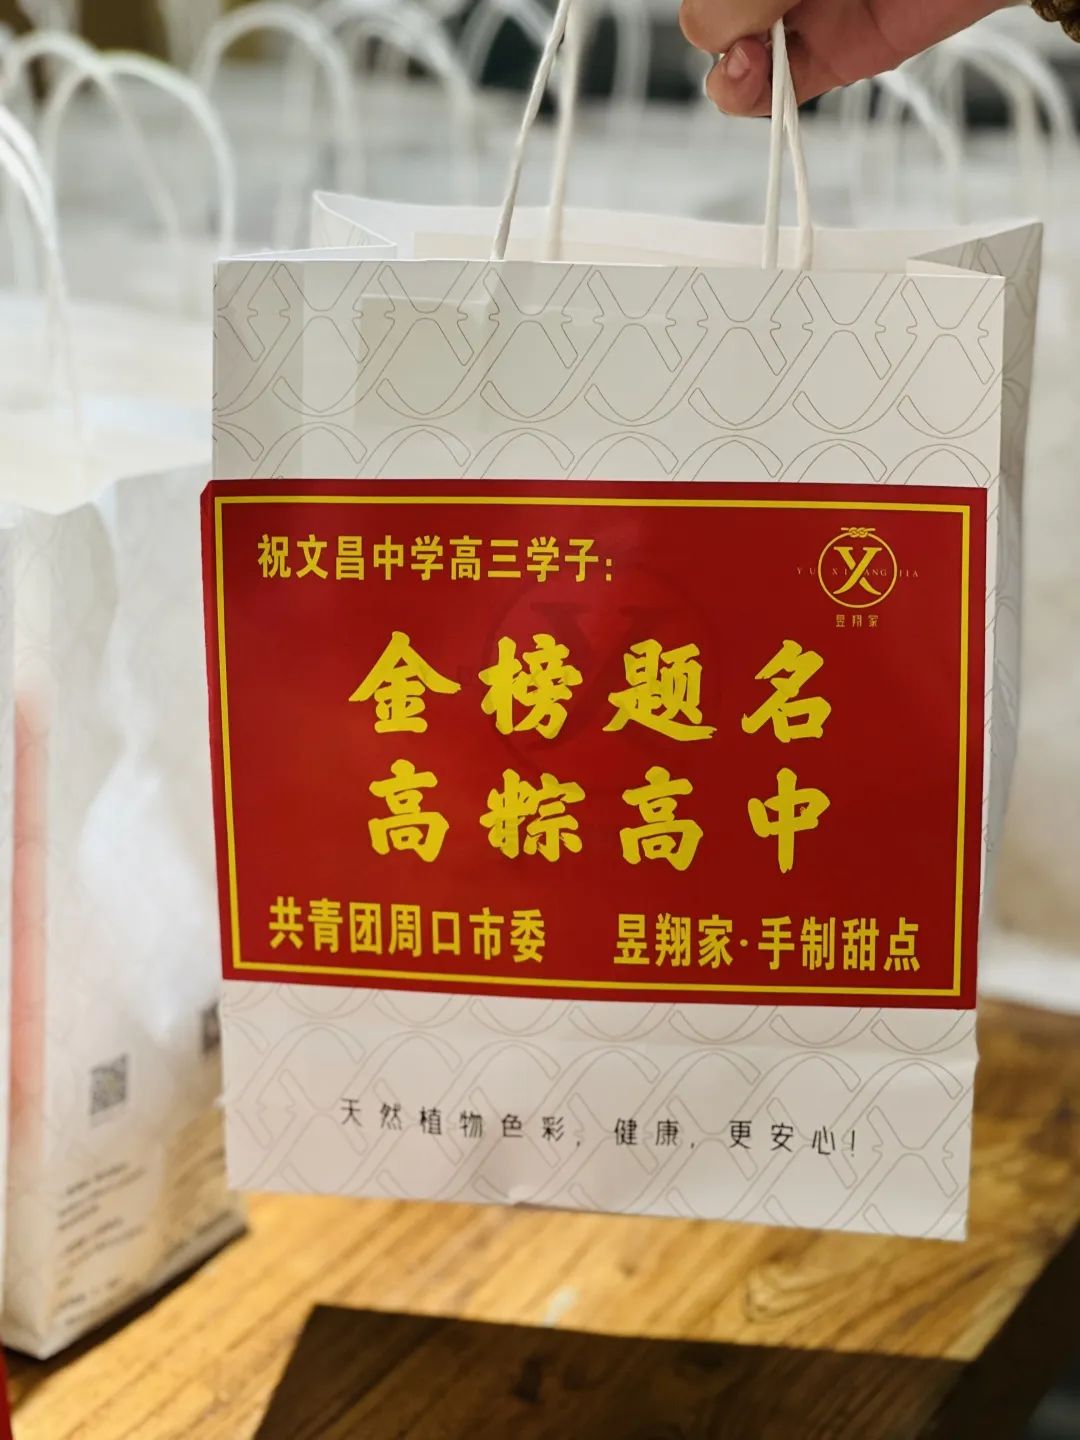 祝文昌中学高三学子：
YUXIANGJIA
昱翔家
金榜题名
高粽高中
共青团周口市委 昱翔家·手制甜点
天然植物色彩，健康，更安心！